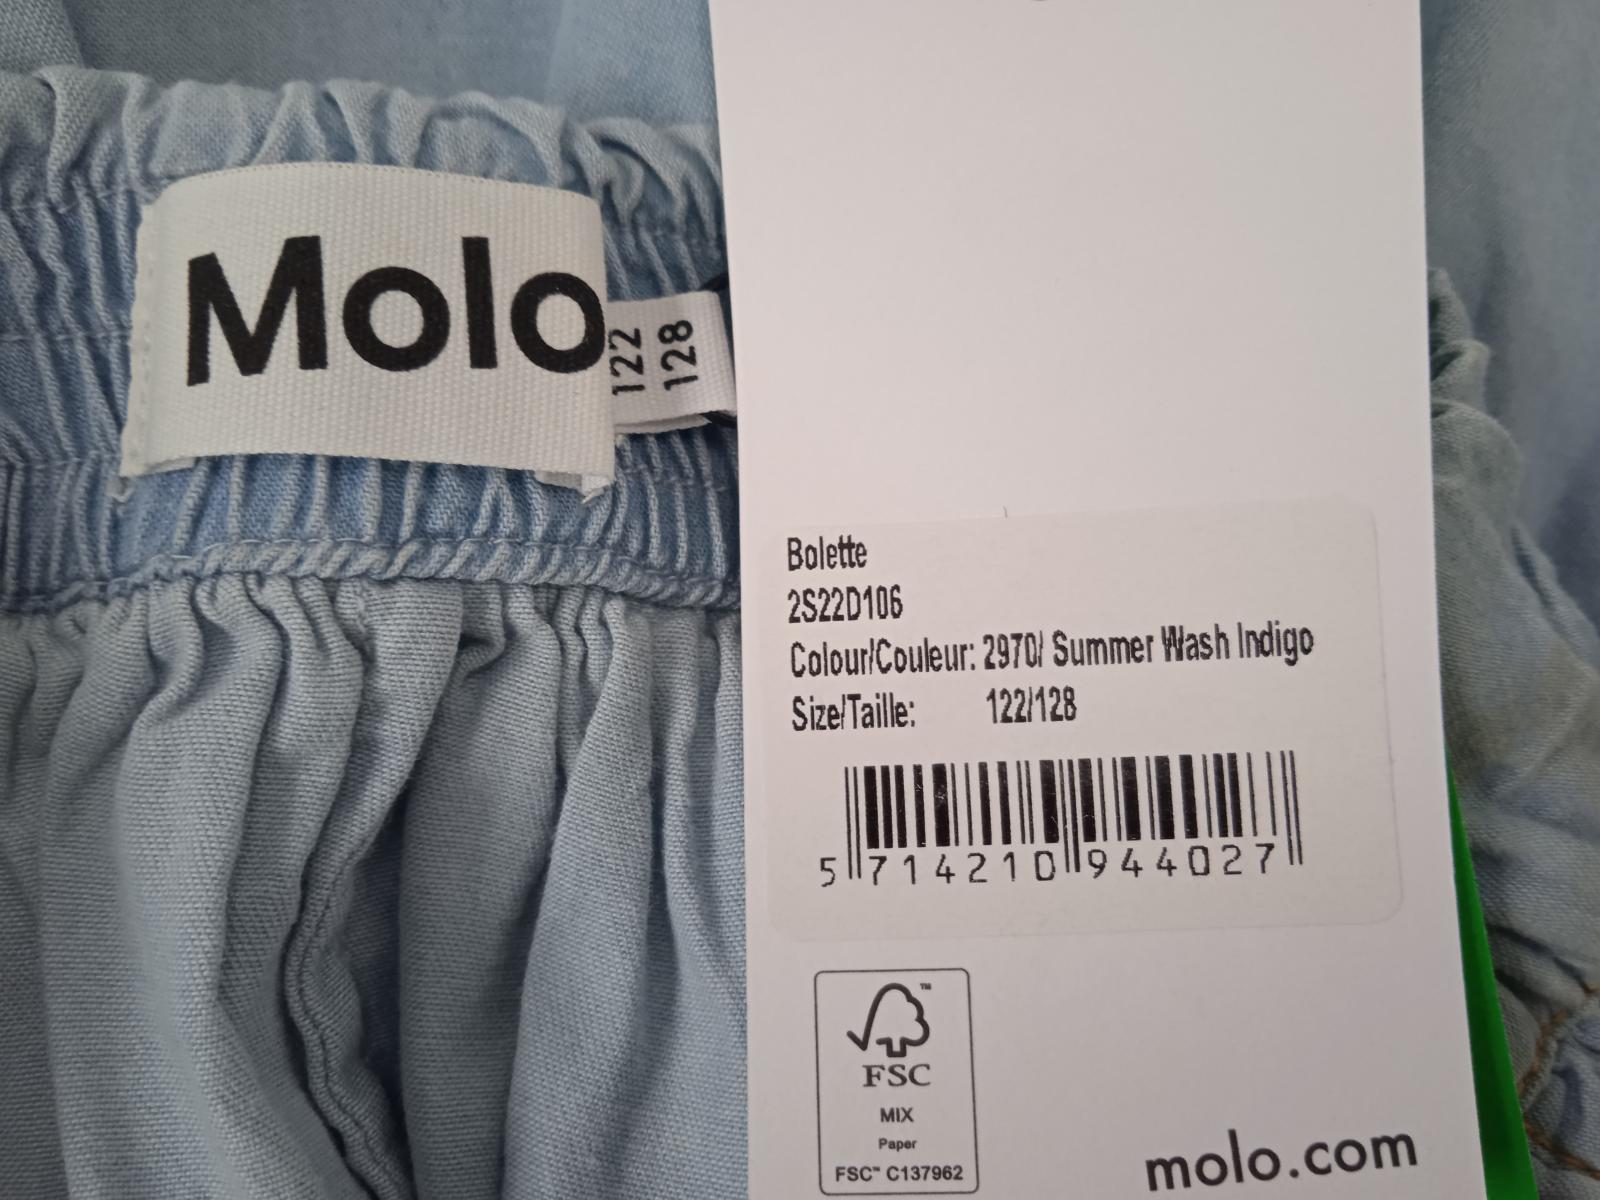 Molo
122
128
Bolette
2S22D106
Colour/Couleur: 2970/ Summer Wash Indigo
Size/Taille: 122/128
5 714210 944027
FSC
™
MIX
Paper
FSC™ C137962
molo.com